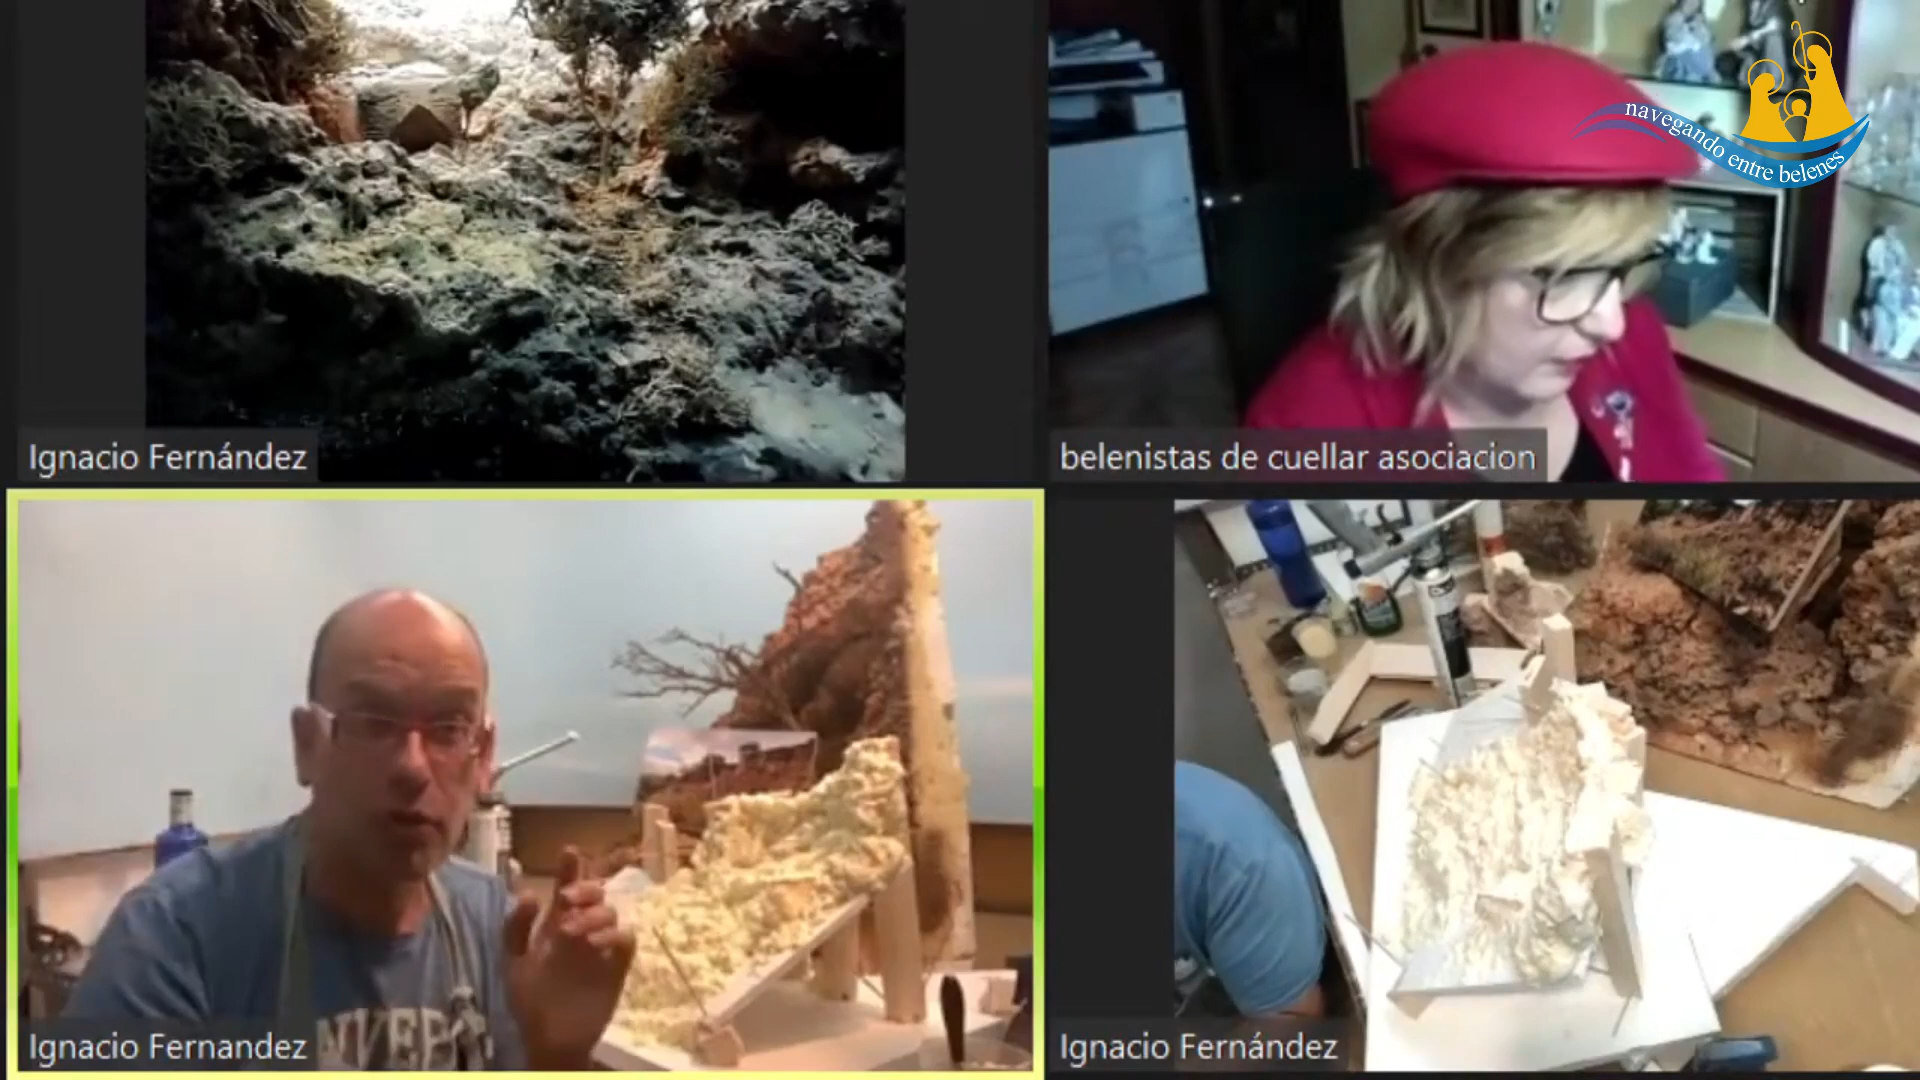 navegando entre belenes
Ignacio Fernández
belenistas de cuellar asociacion
Ignacio Fernandez
Ignacio Fernández